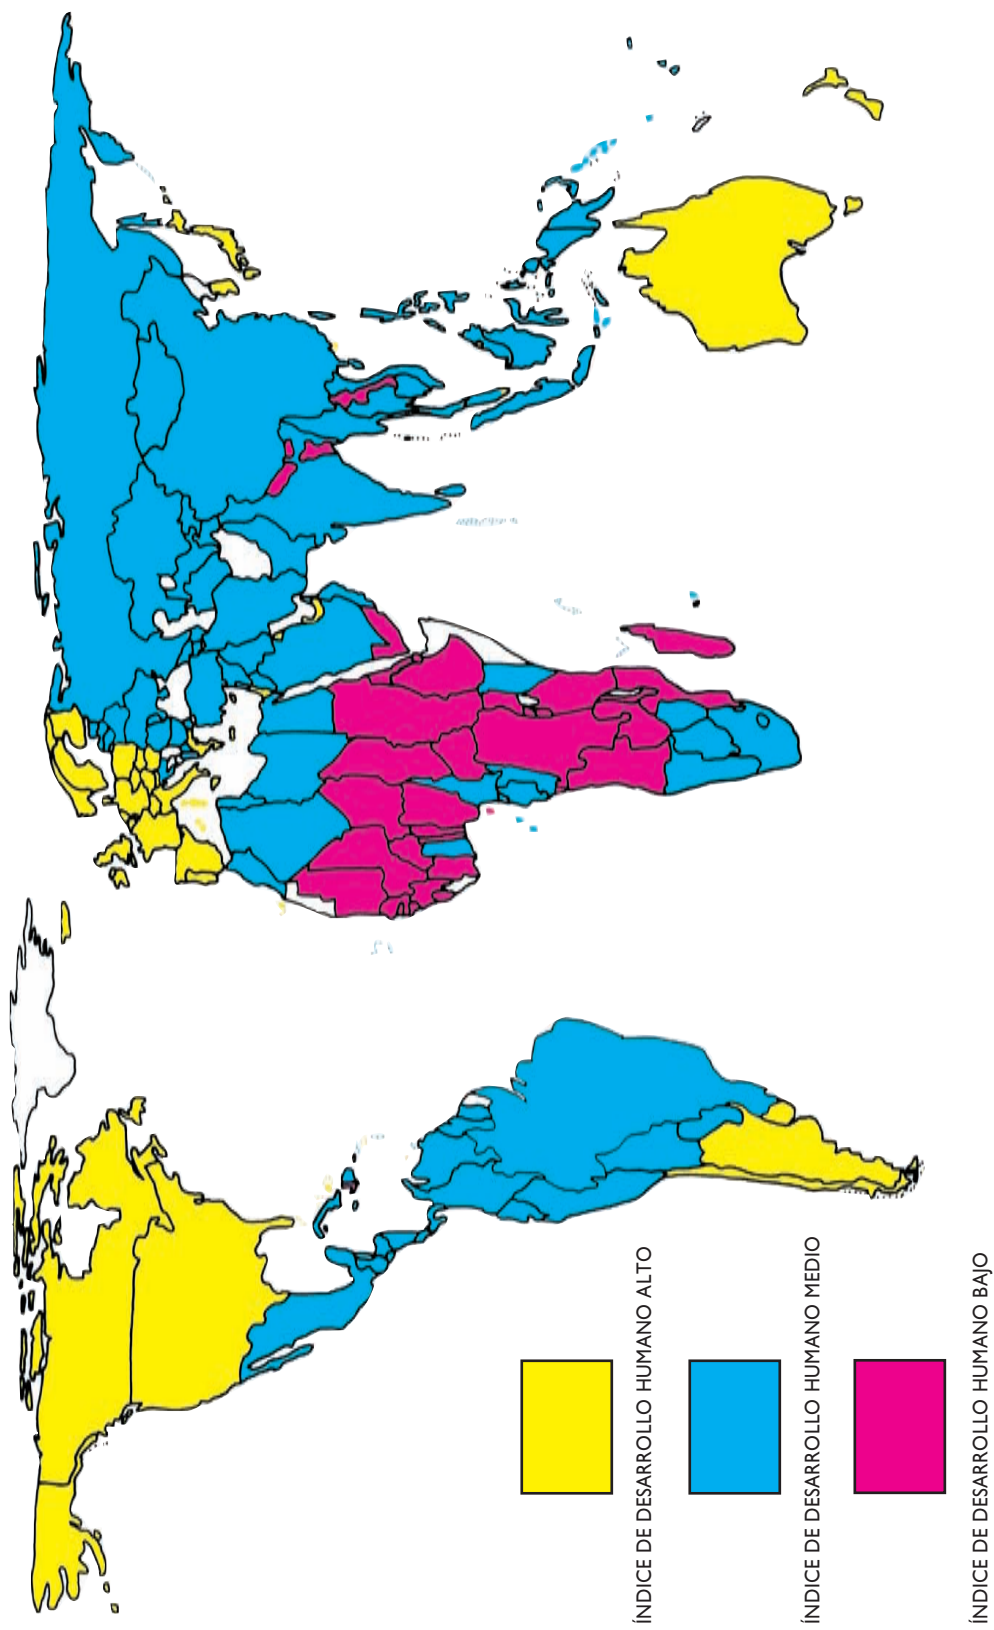 ÍNDICE DE DESARROLLO HUMANO ALTO
ÍNDICE DE DESARROLLO HUMANO MEDIO
ÍNDICE DE DESARROLLO HUMANO BAJO